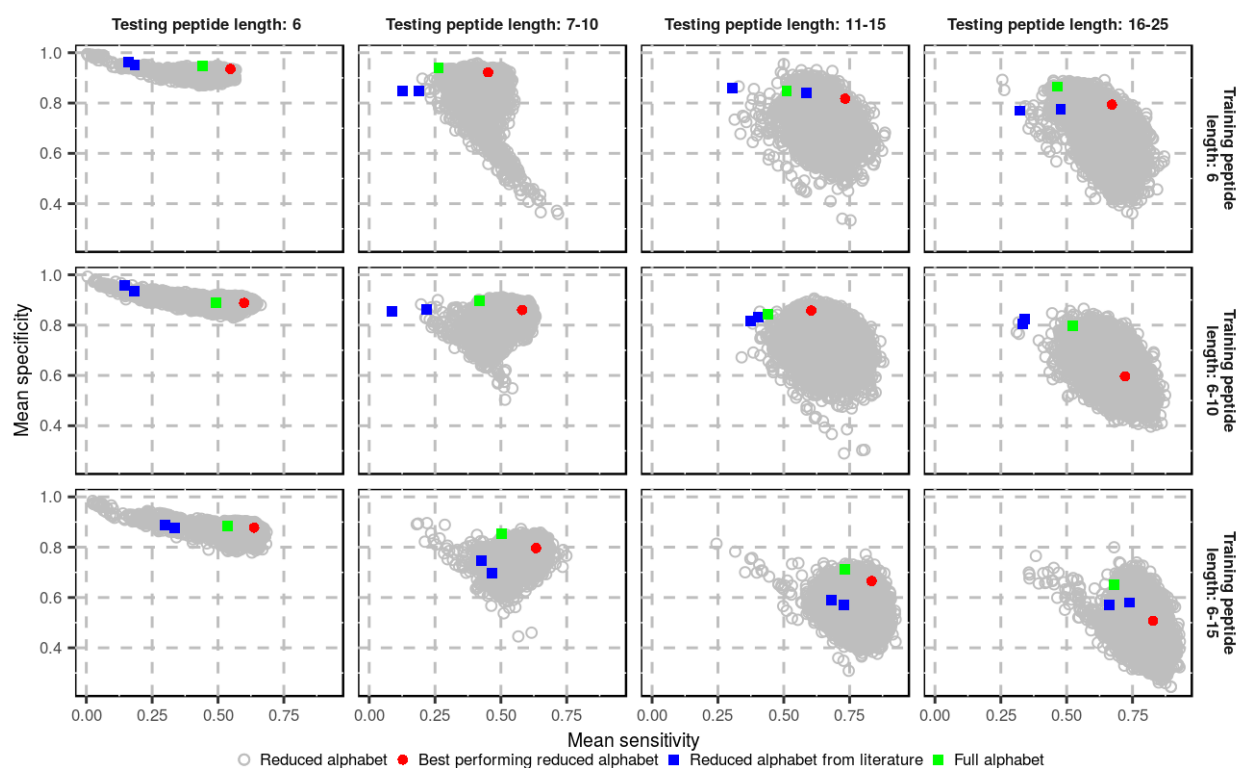 Testing peptide length: 6
Testing peptide length: 7-10
Testing peptide length: 11-15
Testing peptide length: 16-25
1.0
0.8
0.6
0.4
Training peptide
length: 6
Mean specificity
1.0
0.8
0.6
0.4
Training peptide
length: 6-10
1.0
0.8
0.6
0.4
Training peptide
length: 6-15
0.00 0.25 0.50 0.75
0.00 0.25 0.50 0.75
0.00 0.25 0.50 0.75
0.00 0.25 0.50 0.75
Mean sensitivity
Reduced alphabet Best performing reduced alphabet Reduced alphabet from literature Full alphabet